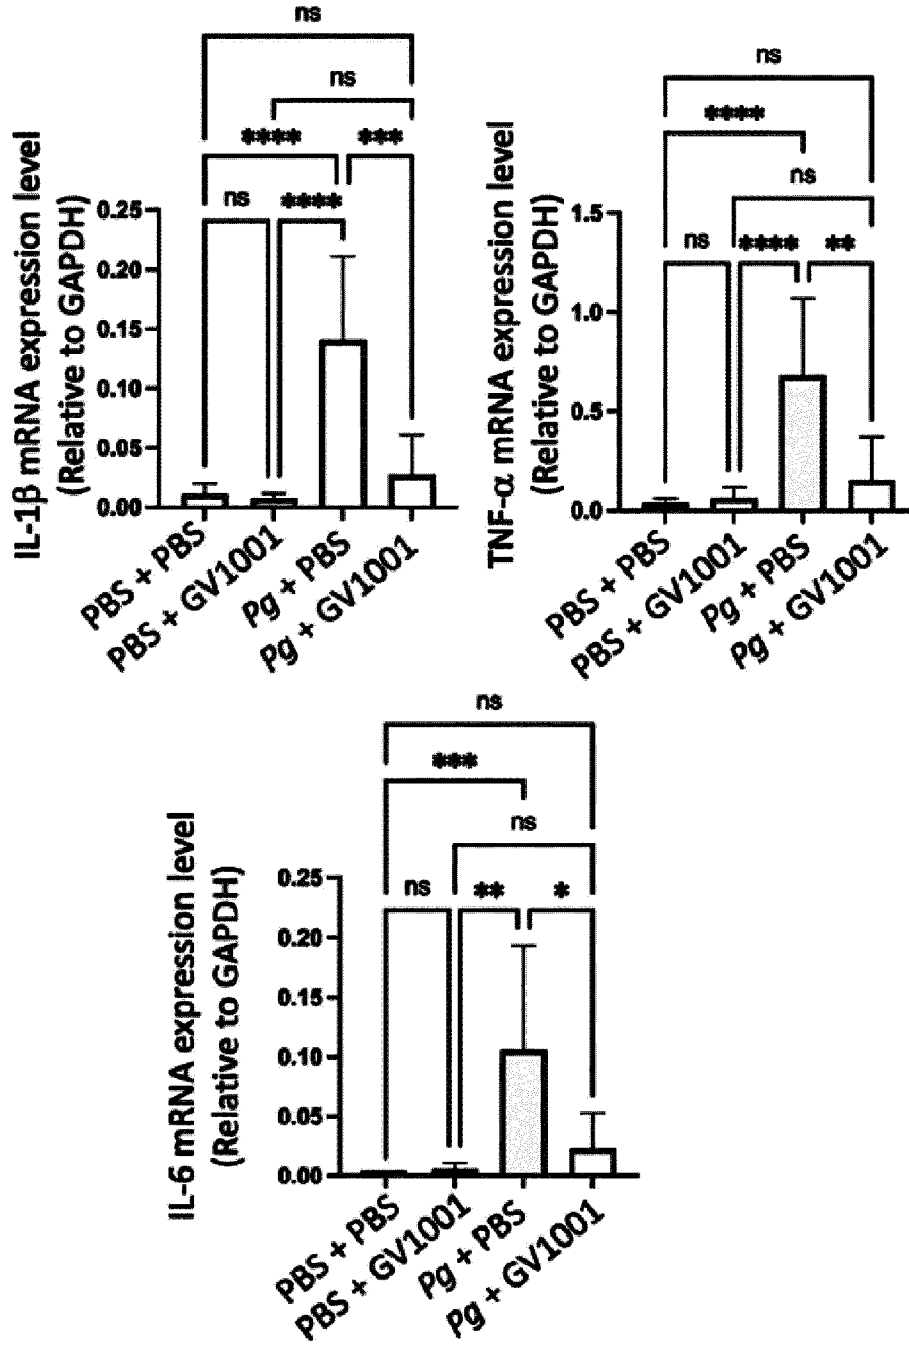 ns
ns
**** ***
ns ****
IL-1β mRNA expression level
(Relative to GAPDH)
0.25
0.20
0.15
0.10
0.05
0.00
PBS + PBS
PBS + GV1001
Pg + PBS
Pg + GV1001
ns
****
ns
ns **** **
TNF-α mRNA expression level
(Relative to GAPDH)
1.5
1.0
0.5
0.0
PBS + PBS
PBS + GV1001
Pg + PBS
Pg + GV1001
ns
***
ns
ns ** *
IL-6 mRNA expression level
(Relative to GAPDH)
0.25
0.20
0.15
0.10
0.05
0.00
PBS + PBS
PBS + GV1001
Pg + PBS
Pg + GV1001